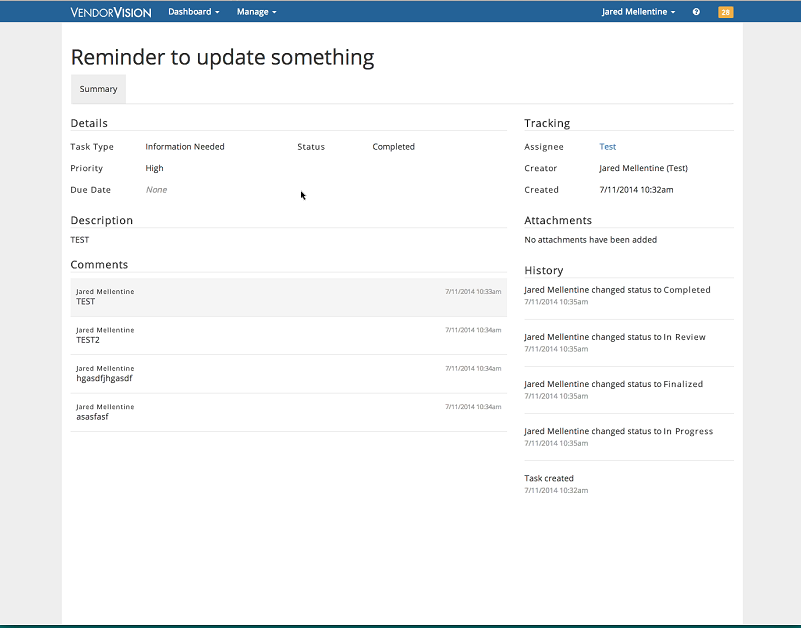 VENDORVISION Dashboard Manage Jared Mellentine 28
Reminder to update something
Summary
Details
Task Type Information Needed Status Completed
Priority High
Due Date None
Description
TEST
Comments
Jared Mellentine 7/11/2014 10:33am
TEST
Jared Mellentine 7/11/2014 10:34am
TEST2
Jared Mellentine 7/11/2014 10:34am
hgasdfjhgasdf
Jared Mellentine 7/11/2014 10:34am
asasfasf
Tracking
Assignee Test
Creator Jared Mellentine (Test)
Created 7/11/2014 10:32am
Attachments
No attachments have been added
History
Jared Mellentine changed status to Completed
7/11/2014 10:35am
Jared Mellentine changed status to In Review
7/11/2014 10:35am
Jared Mellentine changed status to Finalized
7/11/2014 10:35am
Jared Mellentine changed status to In Progress
7/11/2014 10:35am
Task created
7/11/2014 10:32am